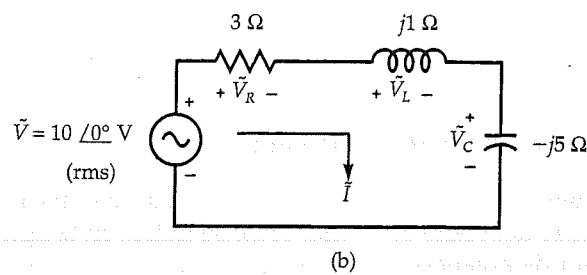 3 Ω
j1 Ω
+ Ṽ_R −
+ Ṽ_L −
+
Ṽ = 10 /0° V
(rms)
−
+
Ṽ_C
−
−j5 Ω
Ĩ
(b)